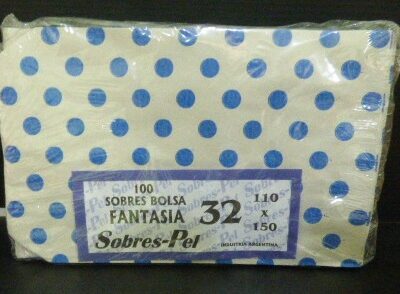 100
SOBRES BOLSA
FANTASIA
32
110
x
150
Sobres-Pel
INDUSTRIA ARGENTINA